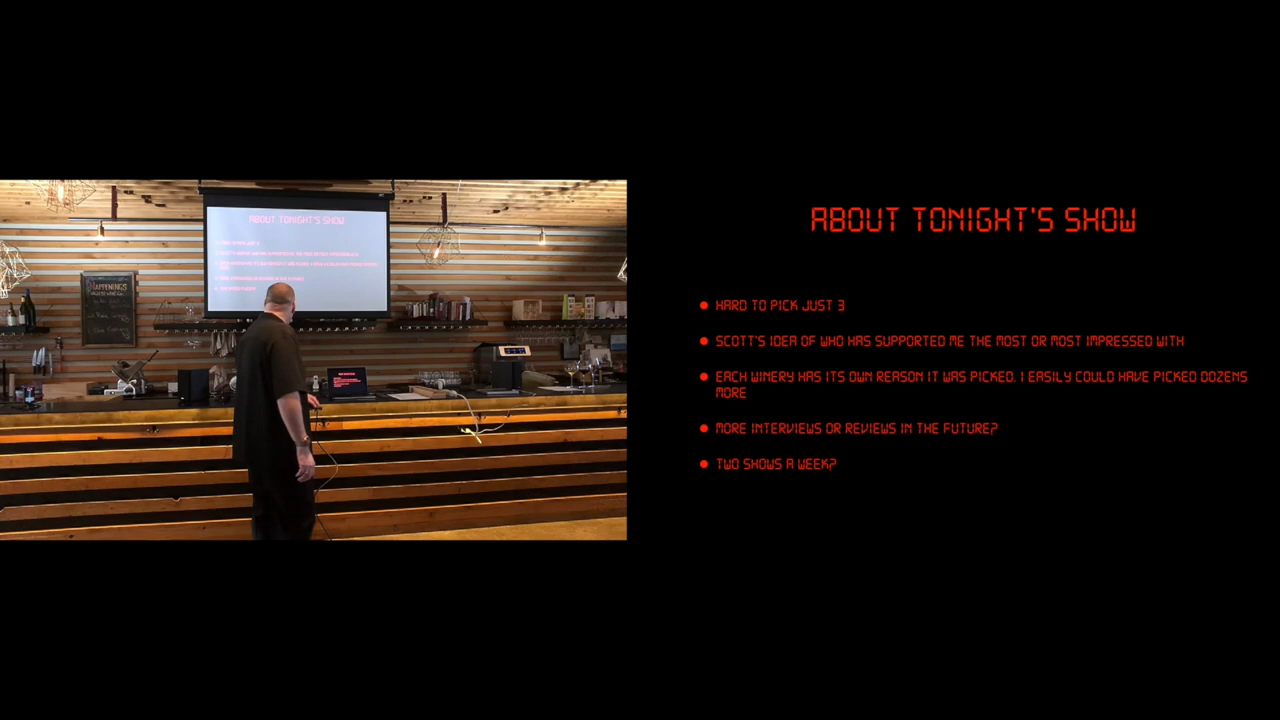 ABOUT TONIGHT'S SHOW
HAPPENINGS
ABOUT TONIGHT'S SHOW
HARD TO PICK JUST 3
SCOTT'S IDEA OF WHO HAS SUPPORTED ME THE MOST OR MOST IMPRESSED WITH
EACH WINERY HAS ITS OWN REASON IT WAS PICKED. I EASILY COULD HAVE PICKED DOZENS
MORE
MORE INTERVIEWS OR REVIEWS IN THE FUTURE?
TWO SHOWS A WEEK?